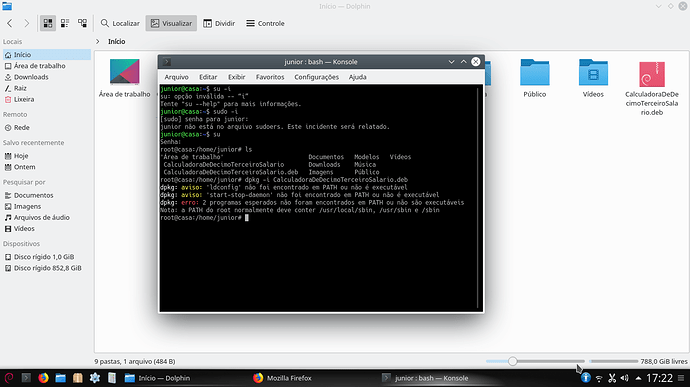 Início — Dolphin
Localizar
Visualizar
Dividir
Controle
Locais
Início
Área de trabalho
Downloads
Raiz
Lixeira
Remoto
Rede
Salvo recentemente
Hoje
Ontem
Pesquisar por
Documentos
Imagens
Arquivos de áudio
Vídeos
Dispositivos
Disco rígido 1,0 GiB
Disco rígido 852,8 GiB
> Início
Área de trabalho
Público
Vídeos
CalculadoraDeDe
cimoTerceiroSala
rio.deb
junior : bash — Konsole
Arquivo Editar Exibir Favoritos Configurações Ajuda
junior@casa:~$ su -i
su: opção inválida -- “i”
Tente "su --help" para mais informações.
junior@casa:~$ sudo -i
[sudo] senha para junior:
junior não está no arquivo sudoers. Este incidente será relatado.
junior@casa:~$ su
Senha:
root@casa:/home/junior# ls
'Área de trabalho' Documentos Modelos Vídeos
CalculadoraDeDecimoTerceiroSalario Downloads Música
CalculadoraDeDecimoTerceiroSalario.deb Imagens Público
root@casa:/home/junior# dpkg -i CalculadoraDeDecimoTerceiroSalario.deb
dpkg: aviso: 'ldconfig' não foi encontrado em PATH ou não é executável
dpkg: aviso: 'start-stop-daemon' não foi encontrado em PATH ou não é executável
dpkg: erro: 2 programas esperados não foram encontrados em PATH ou não são executáveis
Nota: a PATH do root normalmente deve conter /usr/local/sbin, /usr/sbin e /sbin
root@casa:/home/junior#
9 pastas, 1 arquivo (484 B)
788,0 GiB livres
Início — Dolphin
Mozilla Firefox
junior : bash — Konsole
17:22